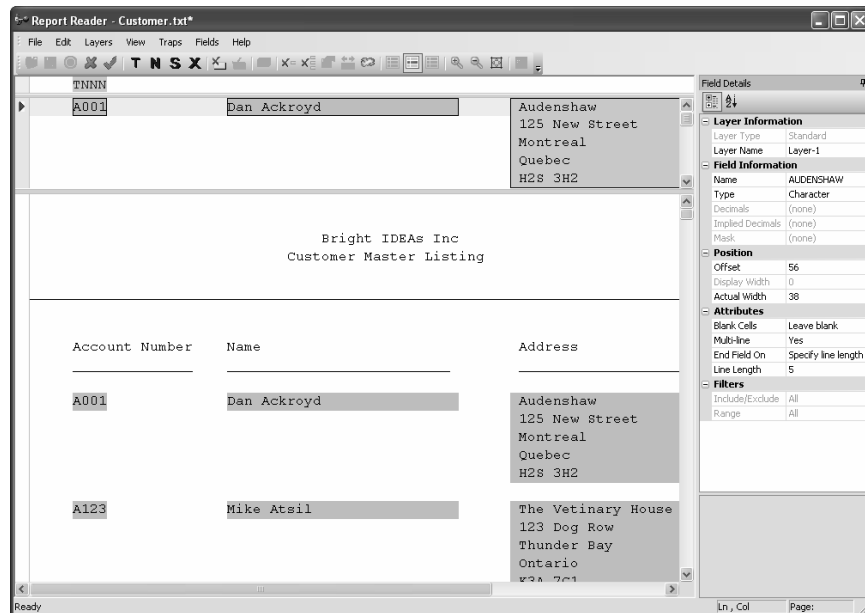 Report Reader - Customer.txt*
File Edit Layers View Traps Fields Help
T N S X X= X
TNNN
A001 Dan Ackroyd Audenshaw
125 New Street
Montreal
Quebec
H2S 3H2
Bright IDEAs Inc
Customer Master Listing
Account Number Name Address
A001 Dan Ackroyd Audenshaw
125 New Street
Montreal
Quebec
H2S 3H2
A123 Mike Atsil The Vetinary House
123 Dog Row
Thunder Bay
Ontario
K3A 7C1
Field Details
Layer Information
Layer Type Standard
Layer Name Layer-1
Field Information
Name AUDENSHAW
Type Character
Decimals (none)
Implied Decimals (none)
Mask (none)
Position
Offset 56
Display Width 0
Actual Width 38
Attributes
Blank Cells Leave blank
Multi-line Yes
End Field On Specify line length
Line Length 5
Filters
Include/Exclude All
Range All
Ready Ln , Col Page: